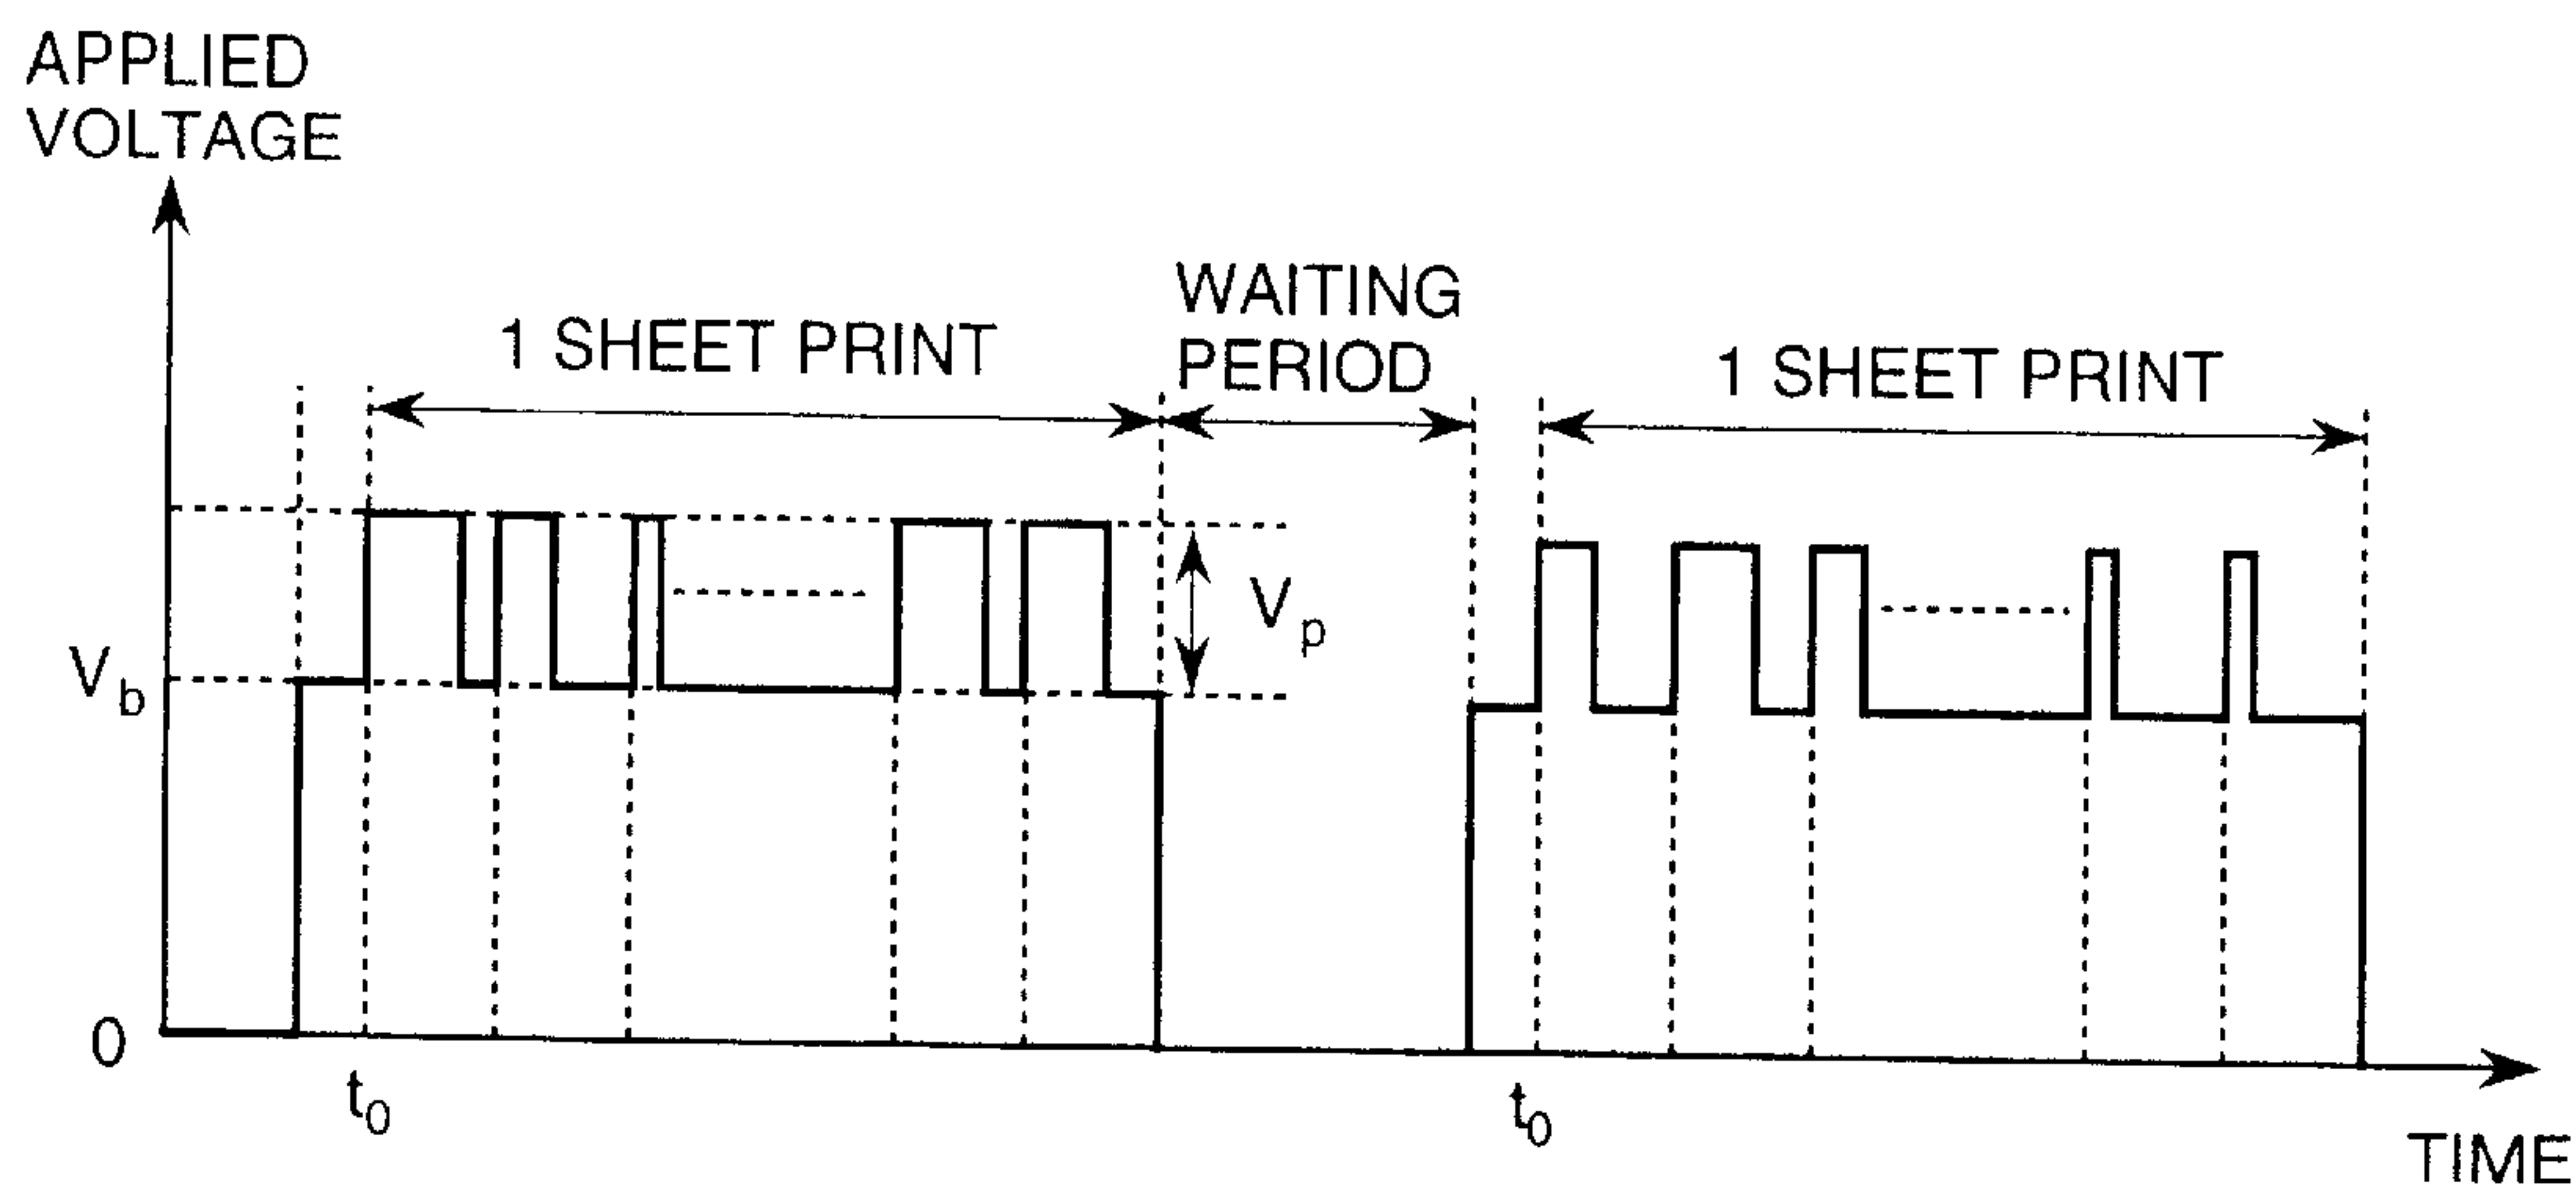 APPLIED
VOLTAGE
1 SHEET PRINT
WAITING
PERIOD
1 SHEET PRINT
Vp
Vb
0
t0
t0
TIME